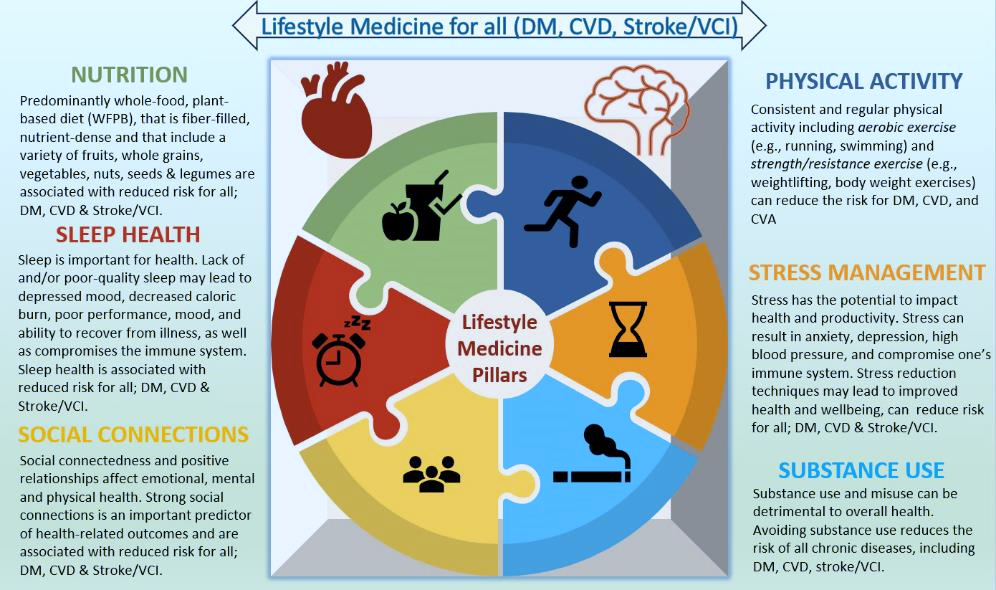 Lifestyle Medicine for all (DM, CVD, Stroke/VCI)
NUTRITION
Predominantly whole-food, plant-
based diet (WFPB), that is fiber-filled,
nutrient-dense and that include a
variety of fruits, whole grains,
vegetables, nuts, seeds & legumes are
associated with reduced risk for all;
DM, CVD & Stroke/VCI.
SLEEP HEALTH
Sleep is important for health. Lack of
and/or poor-quality sleep may lead to
depressed mood, decreased caloric
burn, poor performance, mood, and
ability to recover from illness, as well
as compromises the immune system.
Sleep health is associated with
reduced risk for all; DM, CVD &
Stroke/VCI.
SOCIAL CONNECTIONS
Social connectedness and positive
relationships affect emotional, mental
and physical health. Strong social
connections is an important predictor
of health-related outcomes and are
associated with reduced risk for all;
DM, CVD & Stroke/VCI.
zzZ
Lifestyle
Medicine
Pillars
PHYSICAL ACTIVITY
Consistent and regular physical
activity including aerobic exercise
(e.g., running, swimming) and
strength/resistance exercise (e.g.,
weightlifting, body weight exercises)
can reduce the risk for DM, CVD, and
CVA
STRESS MANAGEMENT
Stress has the potential to impact
health and productivity. Stress can
result in anxiety, depression, high
blood pressure, and compromise one's
immune system. Stress reduction
techniques may lead to improved
health and wellbeing, can reduce risk
for all; DM, CVD & Stroke/VCI.
SUBSTANCE USE
Substance use and misuse can be
detrimental to overall health.
Avoiding substance use reduces the
risk of all chronic diseases, including
DM, CVD, stroke/VCI.